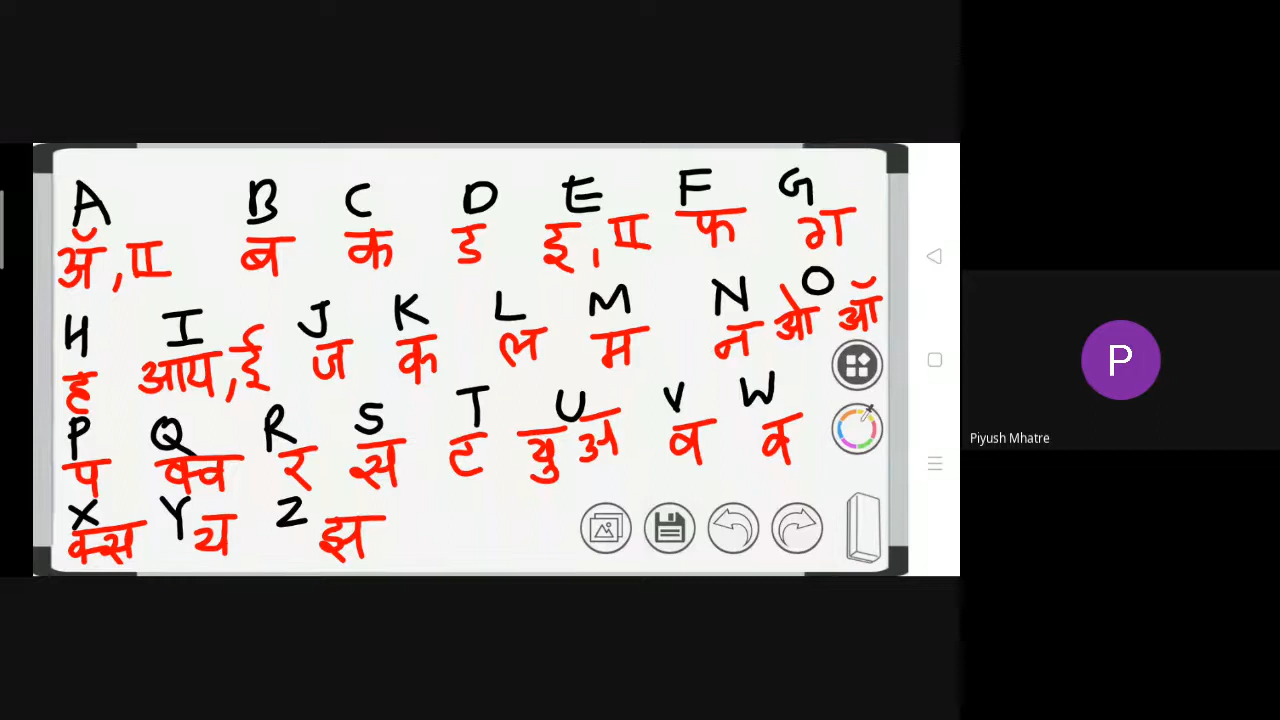 A B C D E F G
अॅ, ए ब क ड इ, ए फ ग
H I J K L M N O
ह आय, ई ज क ल म न ओ ऑ
P Q R S T U V W
प क्व र स ट यु अ व व
X Y Z
क्स य झ
P
Piyush Mhatre